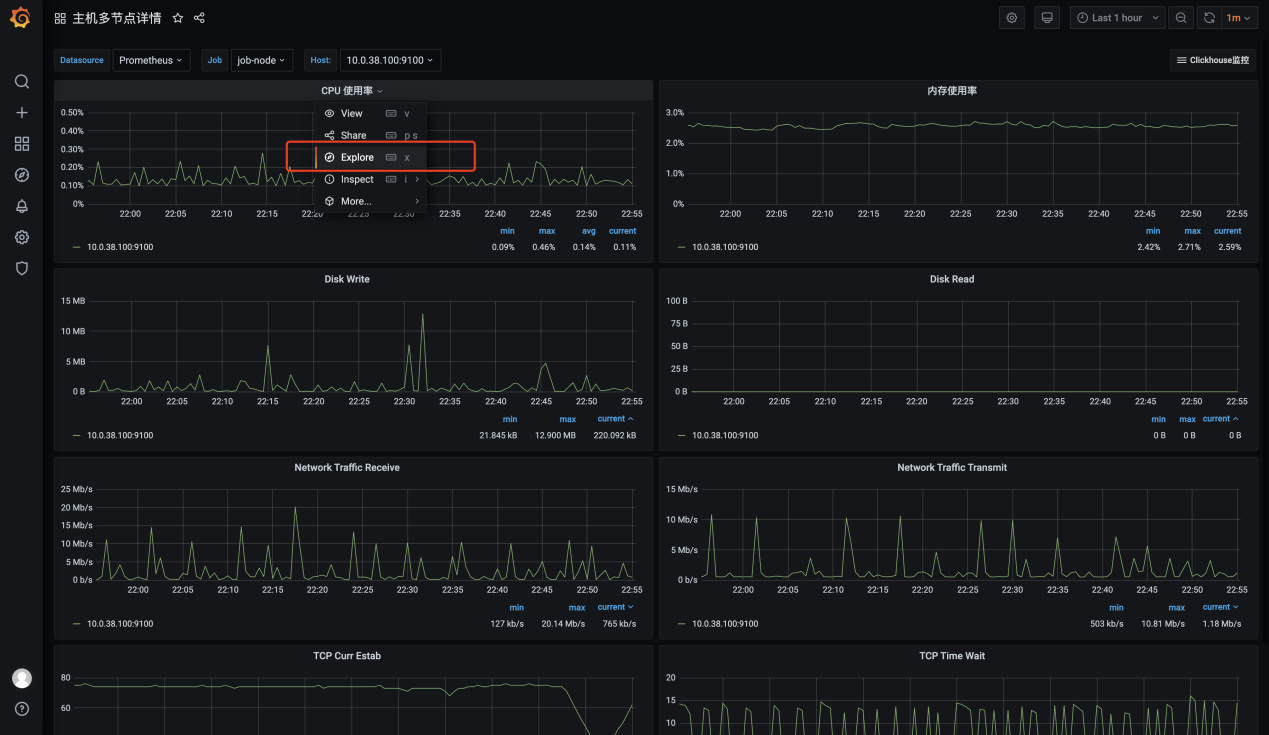 主机多节点详情
Last 1 hour 1m
Datasource Prometheus Job job-node Host: 10.0.38.100:9100 Clickhouse监控
CPU 使用率
0.50%
0.40%
0.30%
0.20%
0.10%
0%
View v
Share p s
Explore x
Inspect i
More...
22:00 22:05 22:10 22:15 22:20 22:25 22:30 22:35 22:40 22:45 22:50 22:55
min max avg current
10.0.38.100:9100 0.09% 0.46% 0.14% 0.11%
内存使用率
3.0%
2.0%
1.0%
0%
22:00 22:05 22:10 22:15 22:20 22:25 22:30 22:35 22:40 22:45 22:50 22:55
min max current
10.0.38.100:9100 2.42% 2.71% 2.59%
Disk Write
15 MB
10 MB
5 MB
0 B
22:00 22:05 22:10 22:15 22:20 22:25 22:30 22:35 22:40 22:45 22:50 22:55
min max current
10.0.38.100:9100 21.845 kB 12.900 MB 220.092 kB
Disk Read
100 B
75 B
50 B
25 B
0 B
22:00 22:05 22:10 22:15 22:20 22:25 22:30 22:35 22:40 22:45 22:50 22:55
min max current
10.0.38.100:9100 0 B 0 B 0 B
Network Traffic Receive
25 Mb/s
20 Mb/s
15 Mb/s
10 Mb/s
5 Mb/s
0 b/s
22:00 22:05 22:10 22:15 22:20 22:25 22:30 22:35 22:40 22:45 22:50 22:55
min max current
10.0.38.100:9100 127 kb/s 20.14 Mb/s 765 kb/s
Network Traffic Transmit
15 Mb/s
10 Mb/s
5 Mb/s
0 b/s
22:00 22:05 22:10 22:15 22:20 22:25 22:30 22:35 22:40 22:45 22:50 22:55
min max current
10.0.38.100:9100 503 kb/s 10.81 Mb/s 1.18 Mb/s
TCP Curr Estab
80
60
TCP Time Wait
20
15
10